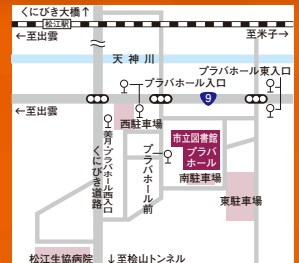 くにびき大橋↑
松江駅
←至出雲
至米子→
天神川
プラバホール東入口
プラバホール入口
9
←至出雲
西駐車場
美月・プラバホール西入口
くにびき道路
プラバホール前
市立図書館
プラバ
ホール
南駐車場
東駐車場
松江生協病院
↓至桧山トンネル